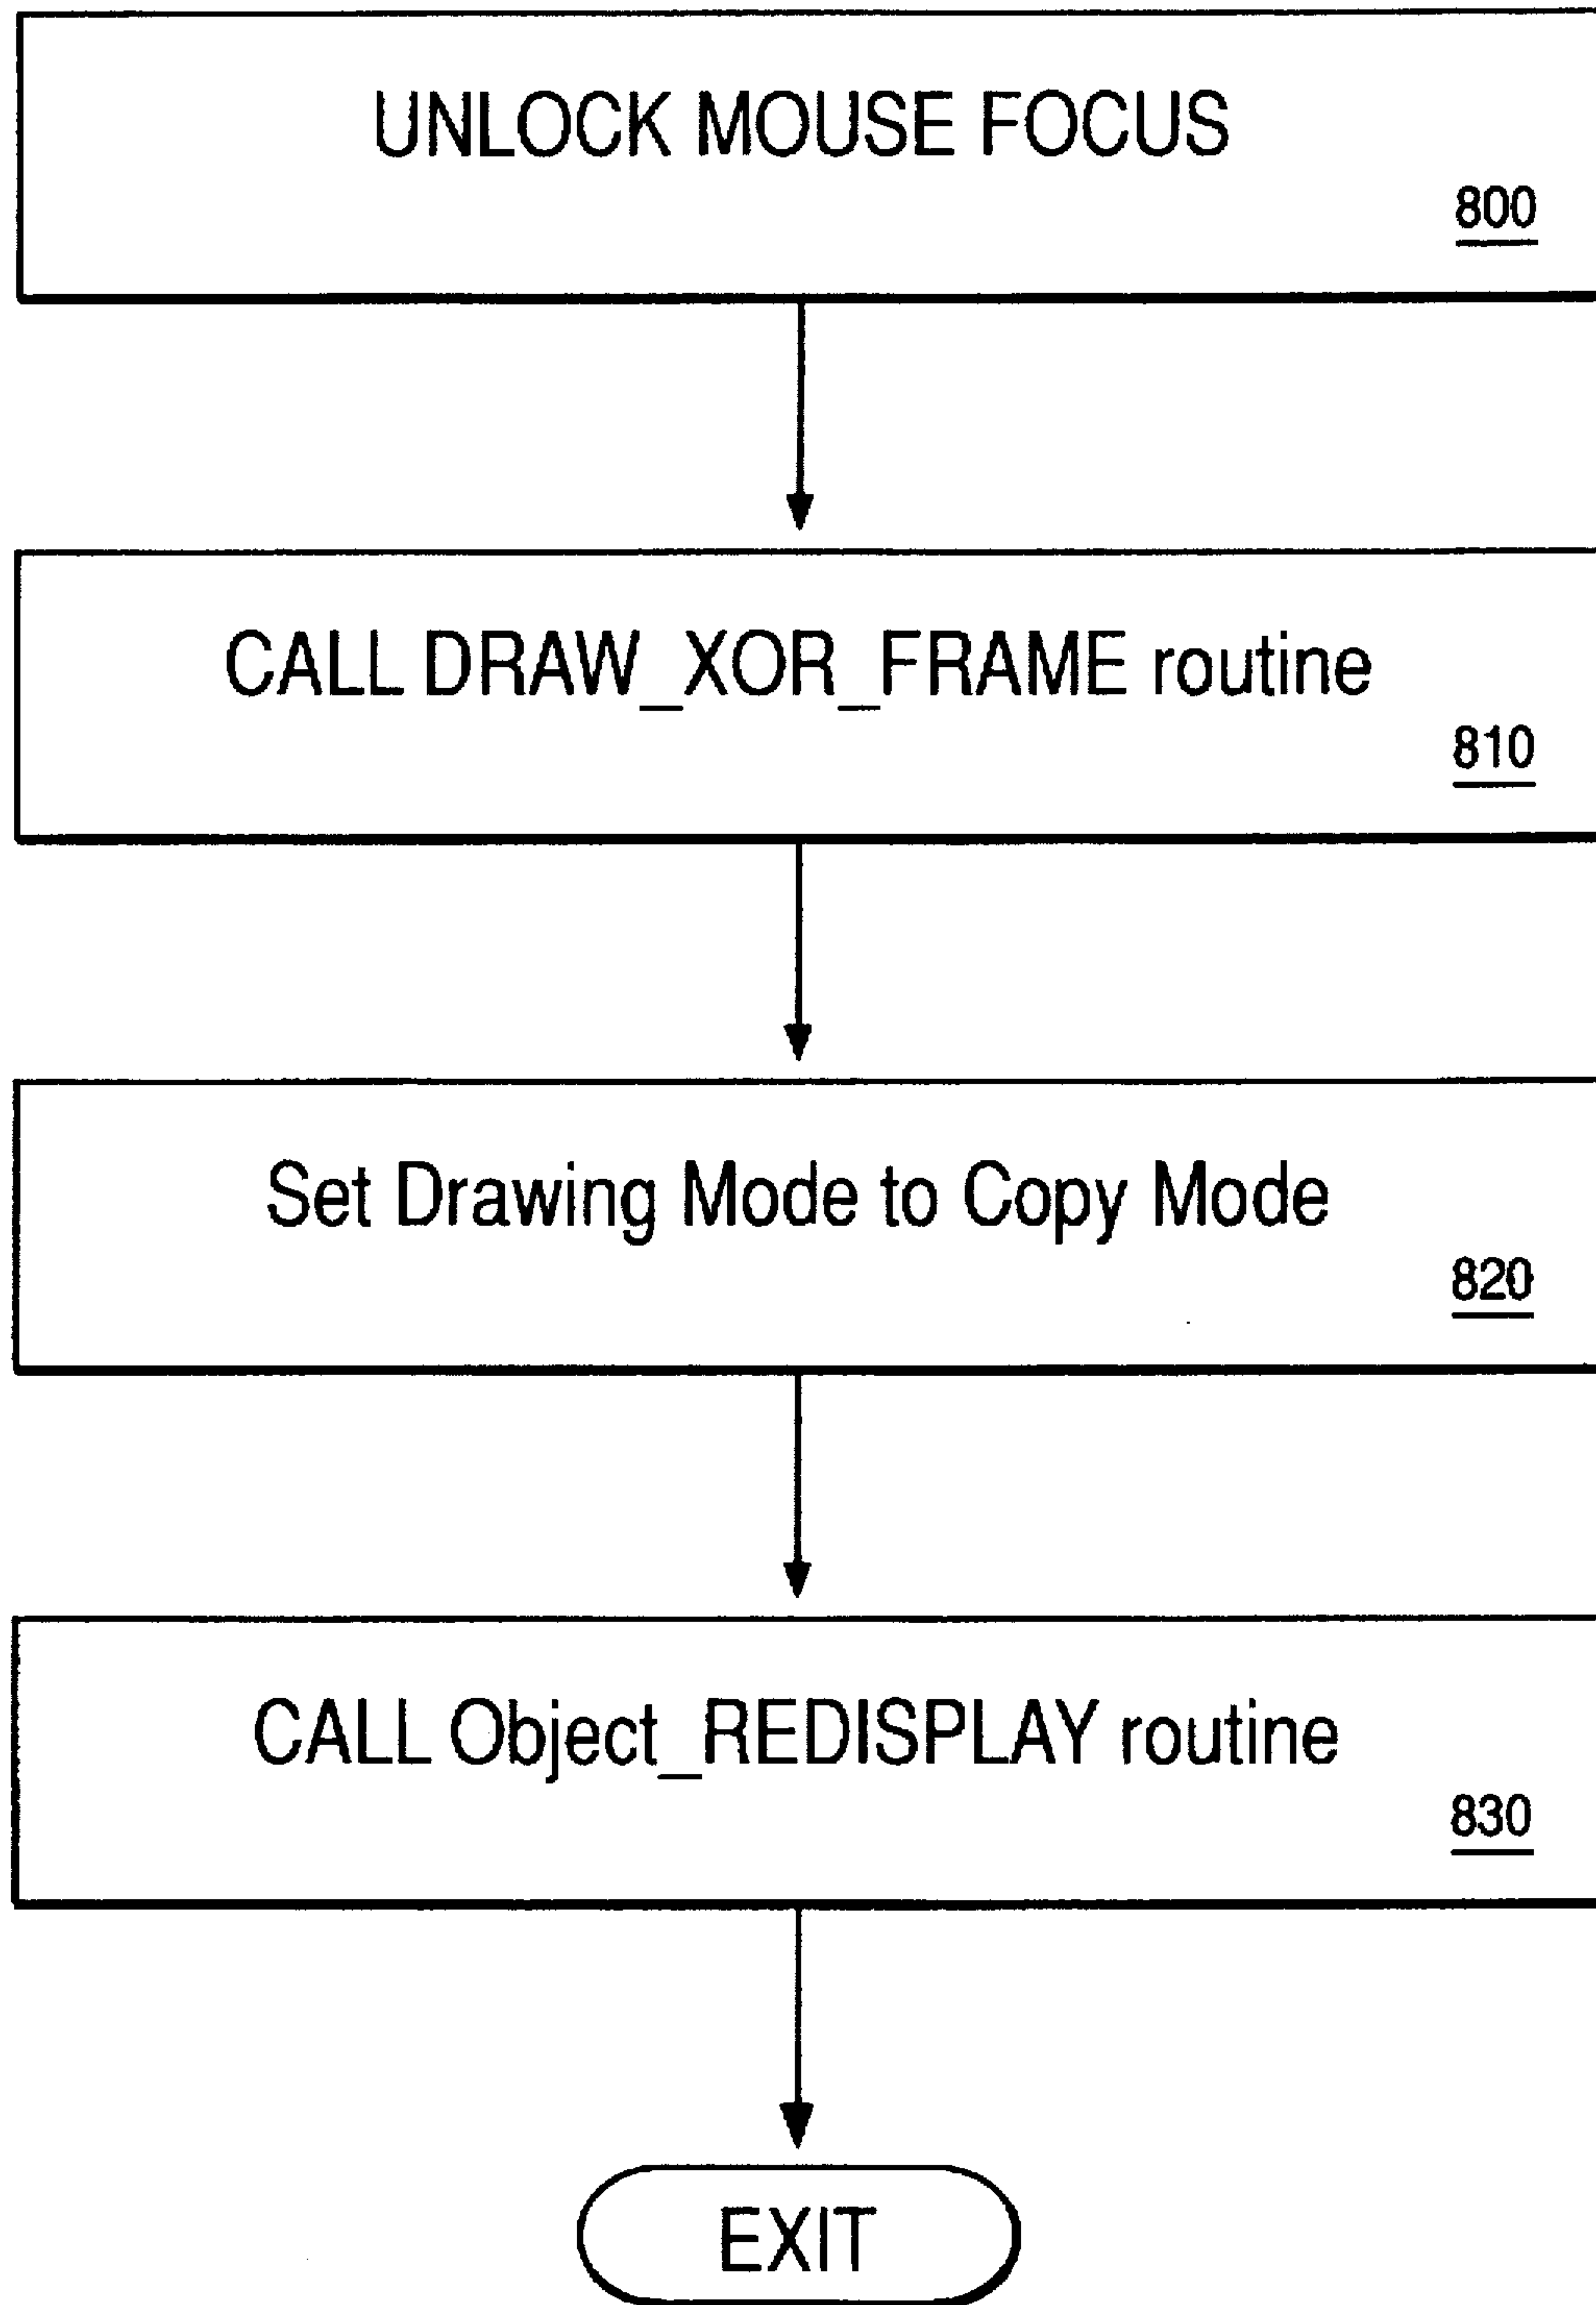 UNLOCK MOUSE FOCUS
800
CALL DRAW_XOR_FRAME routine
810
Set Drawing Mode to Copy Mode
820
CALL Object_REDISPLAY routine
830
EXIT